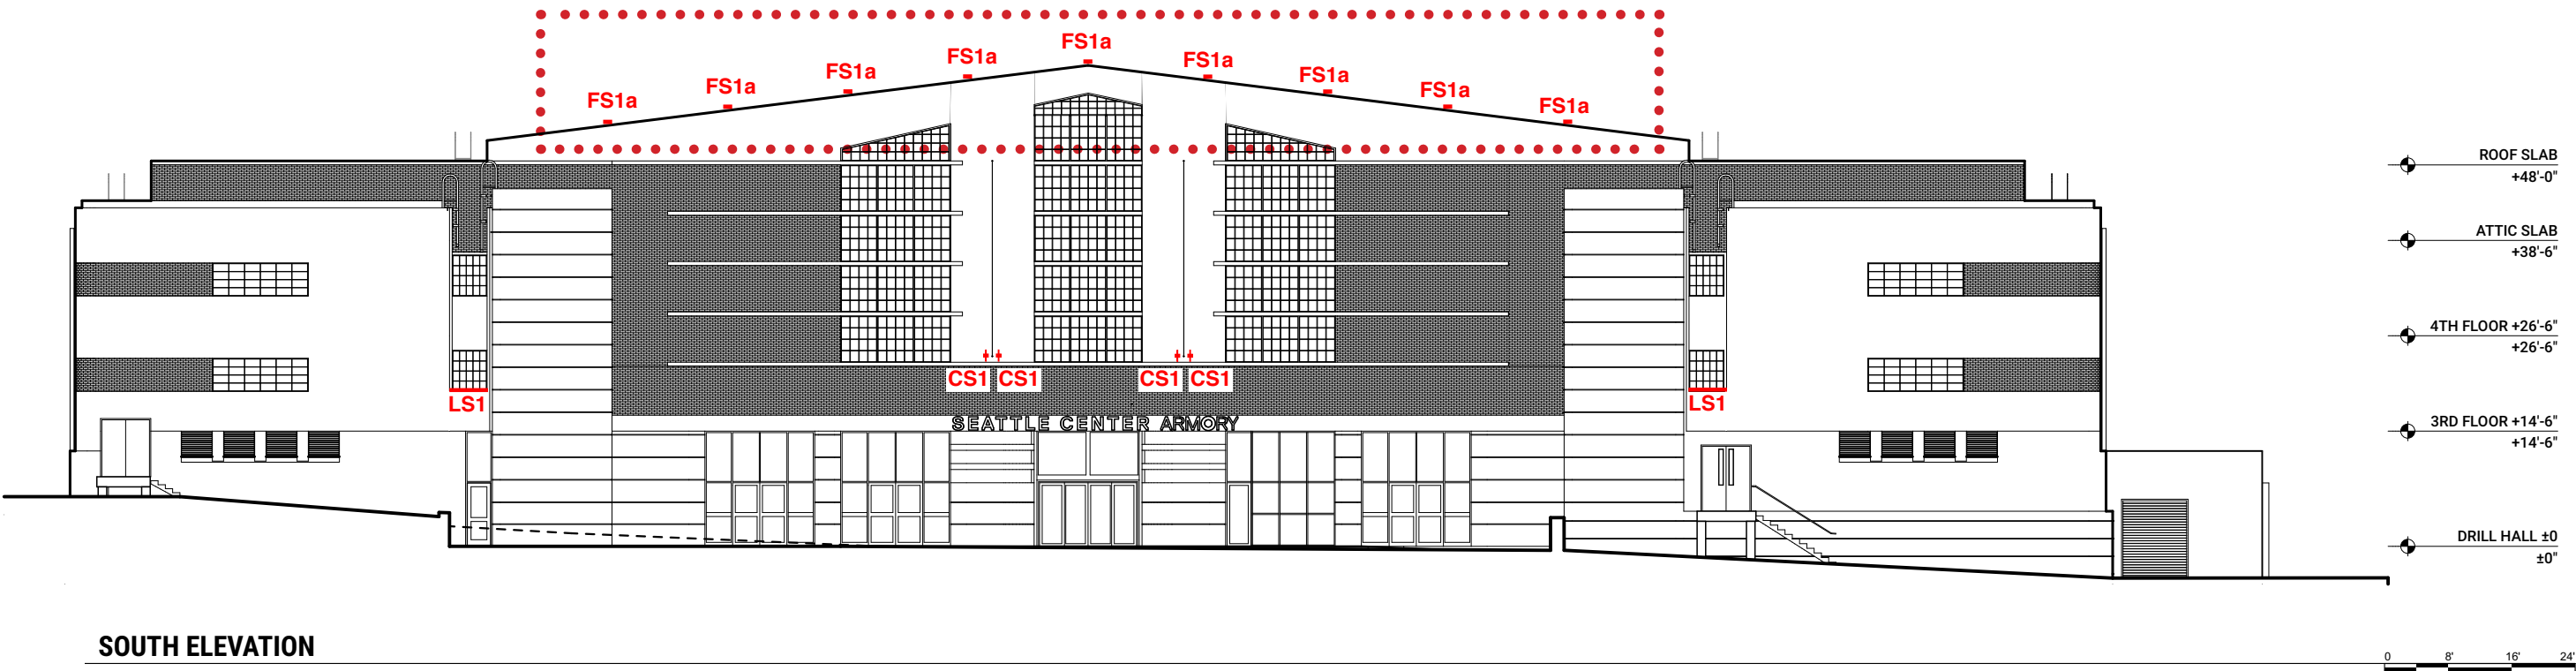 FS1a
FS1a
FS1a
FS1a
FS1a
FS1a
FS1a
FS1a
FS1a
ROOF SLAB
+48'-0"
ATTIC SLAB
+38'-6"
4TH FLOOR +26'-6"
+26'-6"
CS1 CS1 CS1 CS1
LS1 LS1
SEATTLE CENTER ARMORY
3RD FLOOR +14'-6"
+14'-6"
DRILL HALL ±0
±0"
SOUTH ELEVATION
0 8' 16' 24'